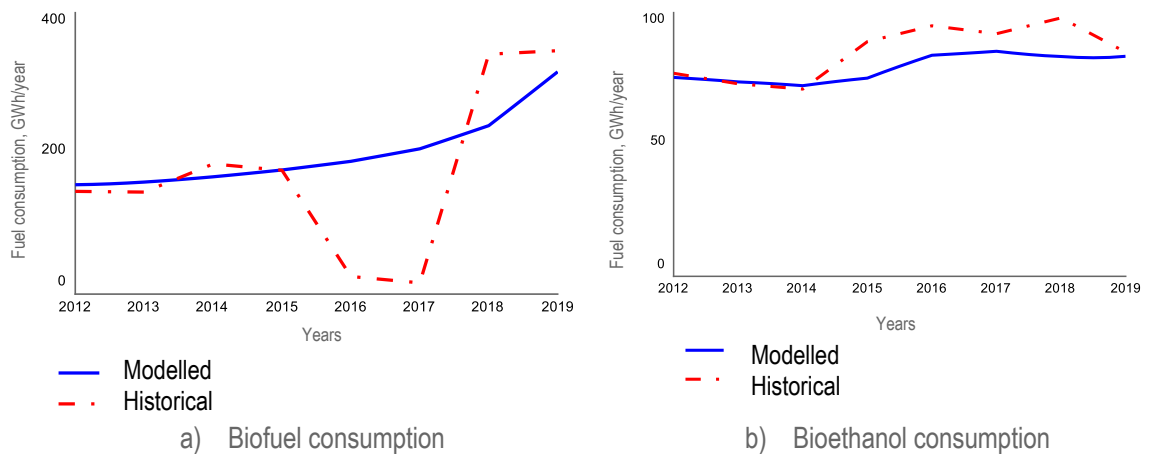 400
200
0
Fuel consumption, GWh/year
2012 2013 2014 2015 2016 2017 2018 2019
Years
Modelled
Historical
a) Biofuel consumption
100
50
0
Fuel consumption, GWh/year
2012 2013 2014 2015 2016 2017 2018 2019
Years
Modelled
Historical
b) Bioethanol consumption